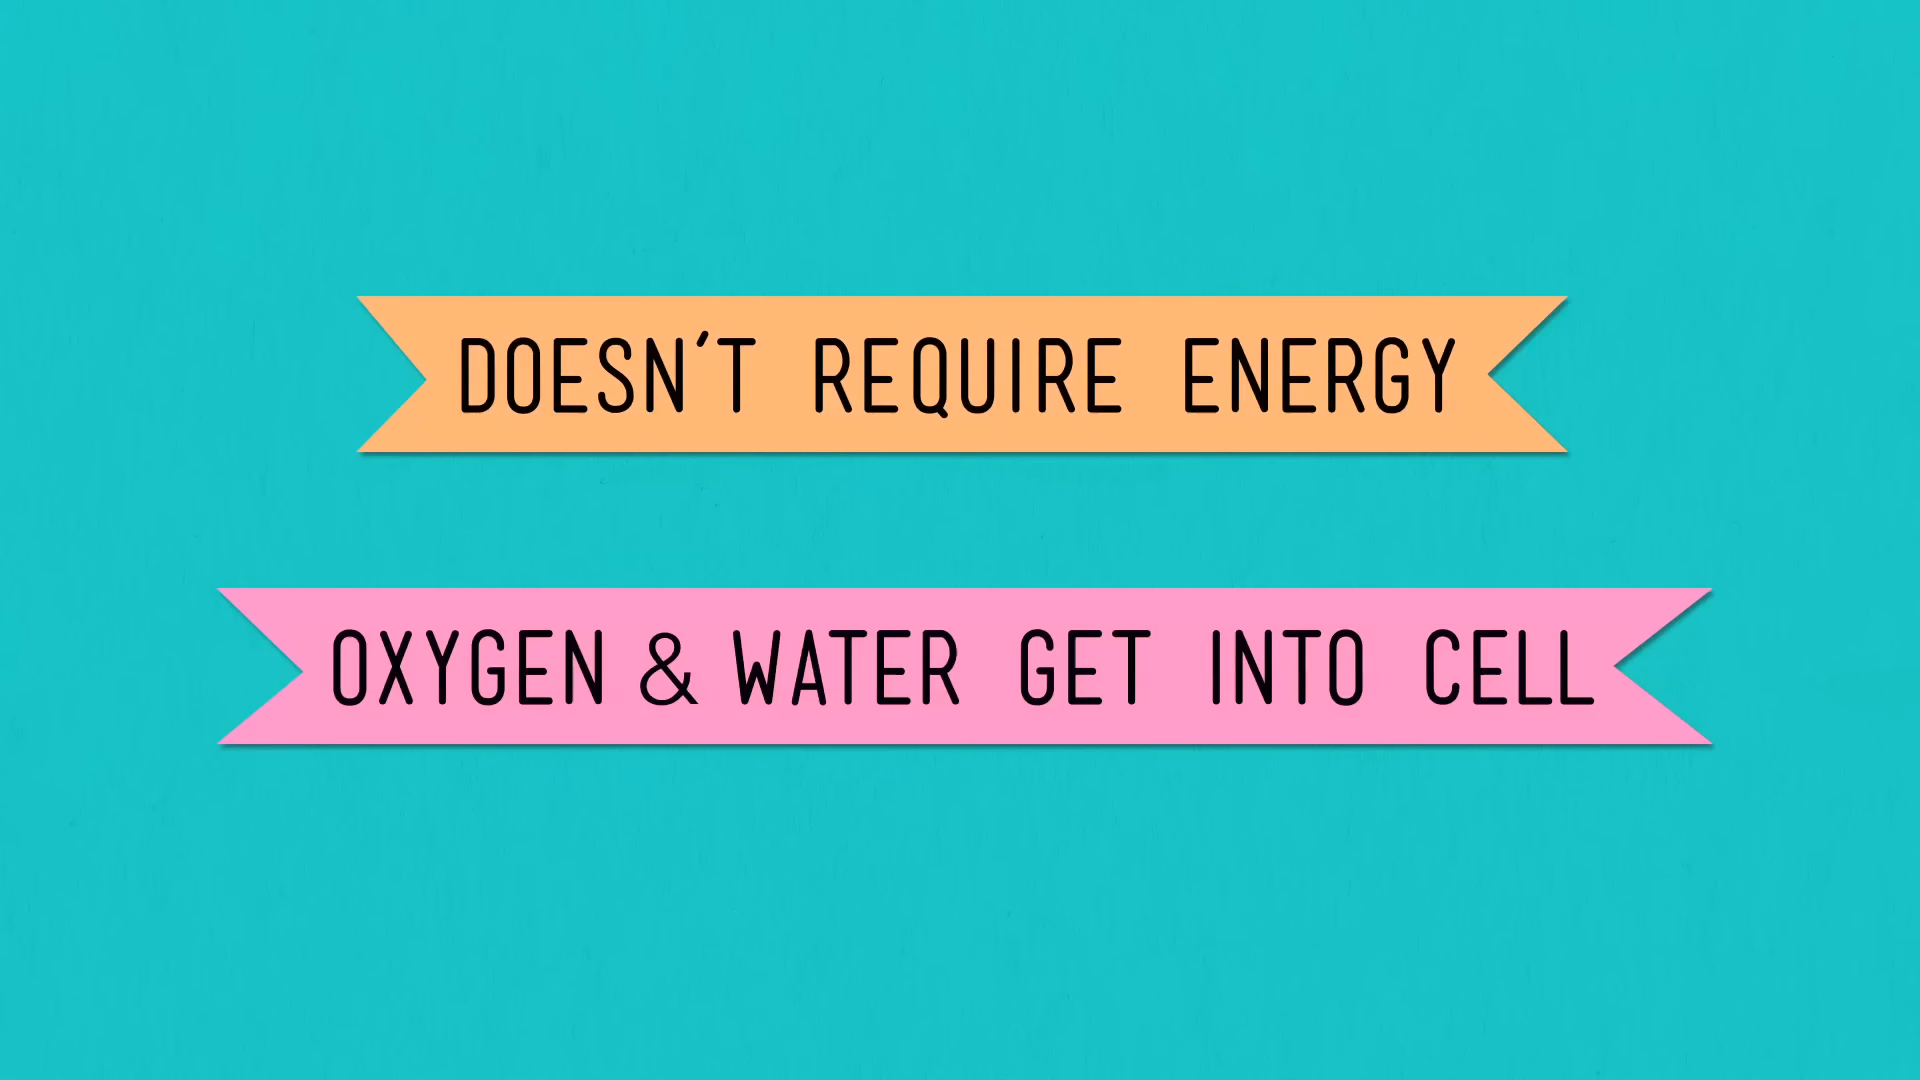 DOESN'T REQUIRE ENERGY
OXYGEN & WATER GET INTO CELL